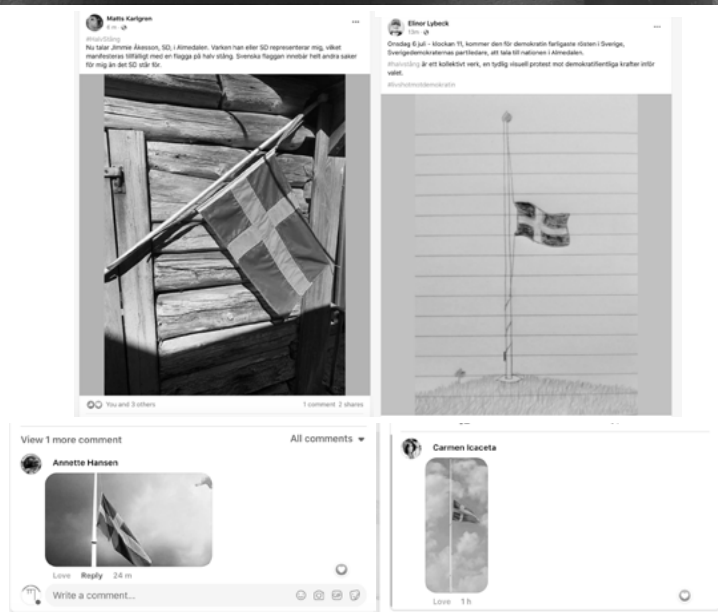 Matts Karlgren
#HalvStång
Nu talar Jimmie Åkesson, SD, i Almedalen. Varken han eller SD representerar mig, vilket
manifesteras tillfälligt med en flagga på halv stång. Svenska flaggen innebär helt andra saker
för mig än det SD står för.
You and 3 others
1 comment 2 shares
Elinor Lybeck
13m
Onsdag 6 juli – klockan 11, kommer den för demokratin farligaste rösten i Sverige,
Sverigedemokraternas partiledare, att tala till nationen i Almedalen.
#halvstång är ett kollektivt verk, en tydlig visuell protest mot demokratifientliga krafter inför
valet.
#livshotmotdemokratin
View 1 more comment
All comments
Annette Hansen
Love Reply 24 m
Write a comment...
Carmen Icaceta
Love 1 h